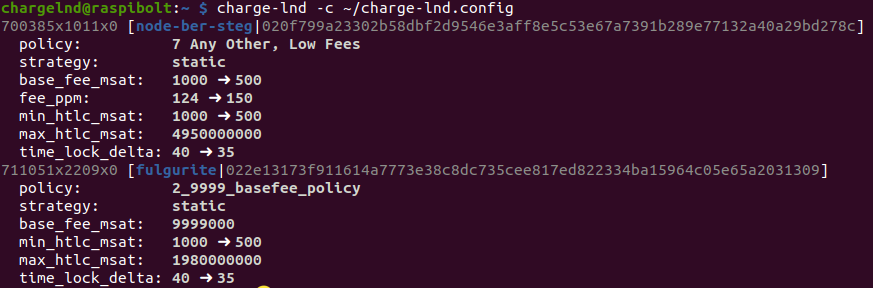 chargelnd@raspibolt:~ $ charge-lnd -c ~/charge-lnd.config
700385x1011x0 [node-ber-steg|020f799a23302b58dbf2d9546e3aff8e5c53e67a7391b289e77132a40a29bd278c]
policy: 7 Any Other, Low Fees
strategy: static
base_fee_msat: 1000 ➜ 500
fee_ppm: 124 ➜ 150
min_htlc_msat: 1000 ➜ 500
max_htlc_msat: 4950000000
time_lock_delta: 40 ➜ 35
711051x2209x0 [fulgurite|022e13173f911614a7773e38c8dc735cee817ed822334ba15964c05e65a2031309]
policy: 2_9999_basefee_policy
strategy: static
base_fee_msat: 9999000
min_htlc_msat: 1000 ➜ 500
max_htlc_msat: 1980000000
time_lock_delta: 40 ➜ 35